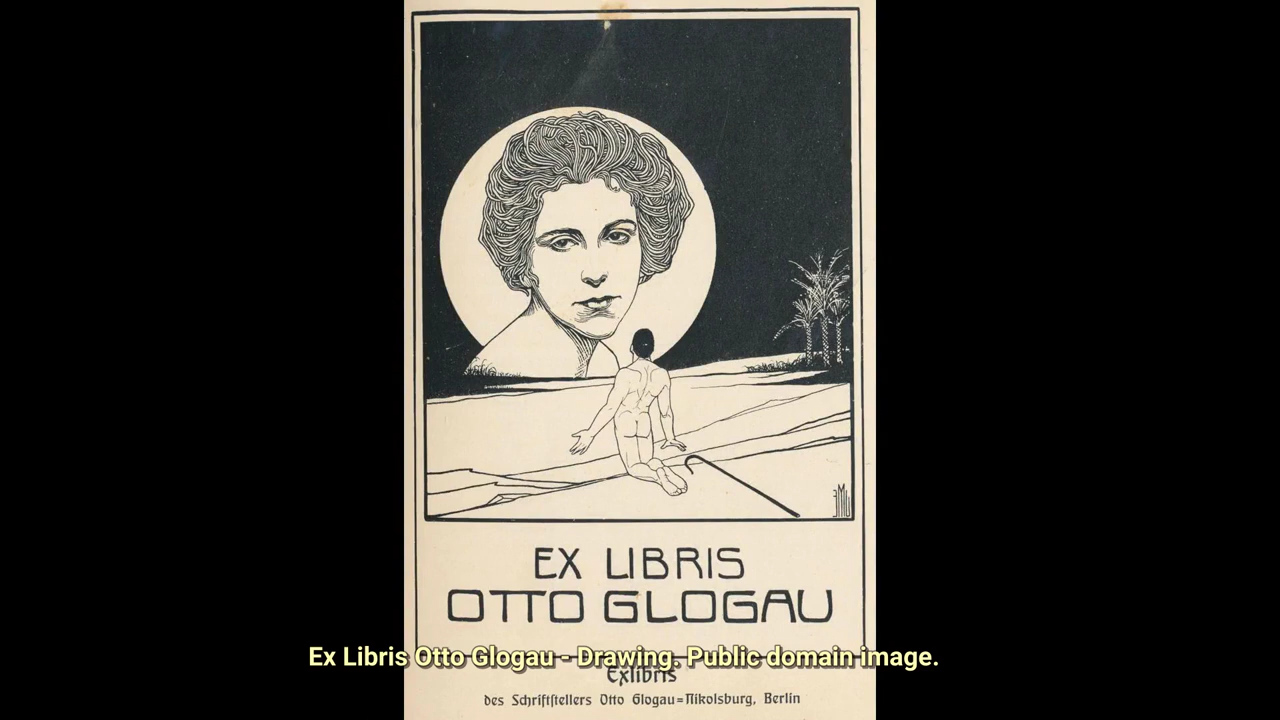 EX LIBRIS
OTTO GLOGAU
Ex Libris Otto Glogau - Drawing. Public domain image.
Exlibris
des Schriftſtellers Otto Glogau=Nikolsburg, Berlin